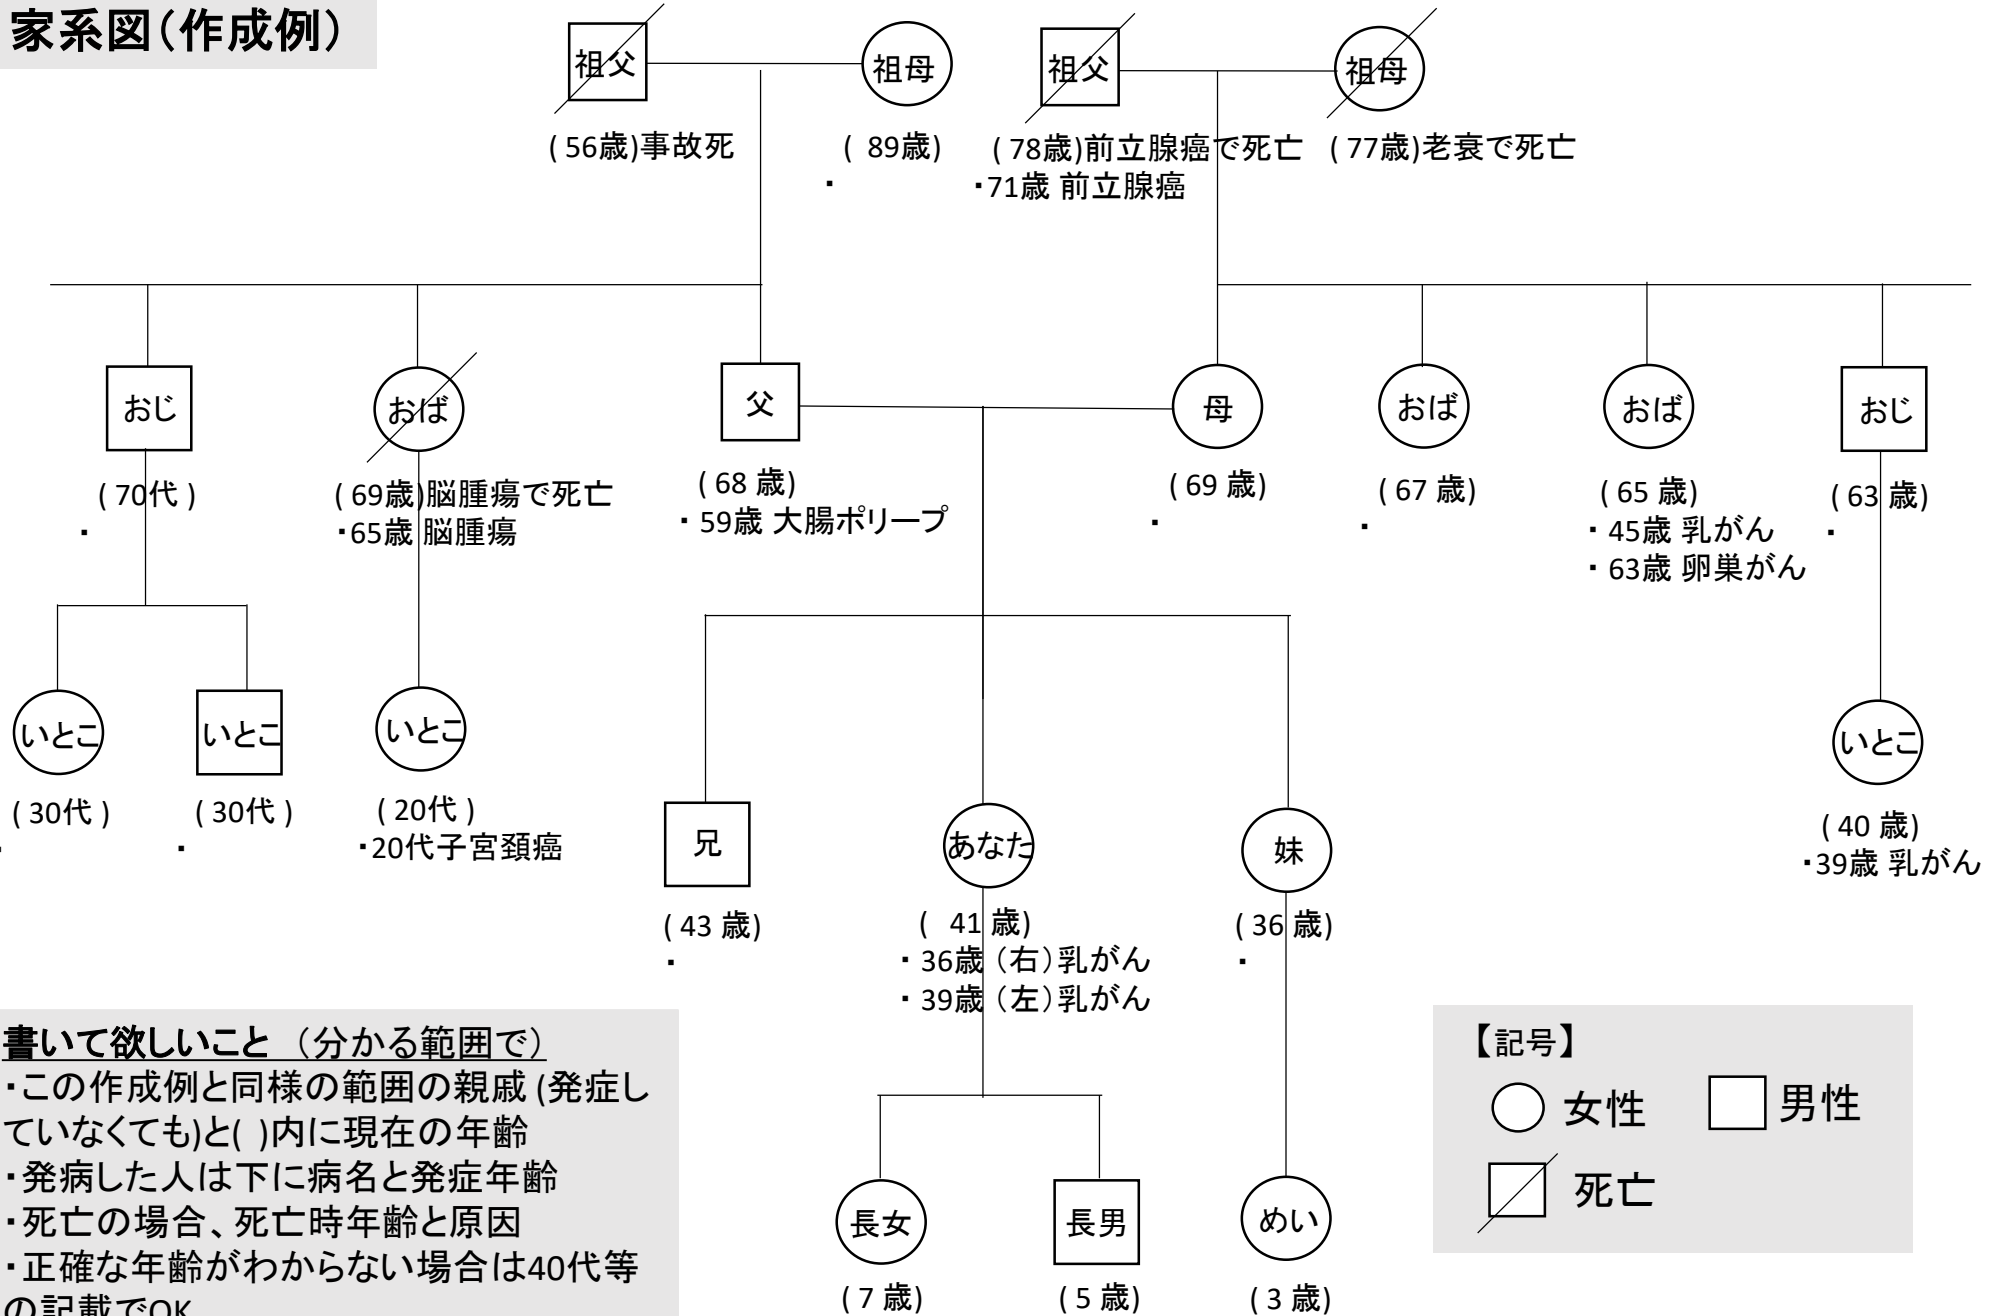 家系図(作成例)
祖父
祖母
祖父
祖母
( 56歳)事故死
( 89歳)
・
( 78歳)前立腺癌で死亡
・71歳 前立腺癌
( 77歳)老衰で死亡
おじ
おば
父
母
おば
おば
おじ
( 70代 )
・
( 69歳)脳腫瘍で死亡
・65歳 脳腫瘍
( 68 歳)
・ 59歳 大腸ポリープ
( 69 歳)
・
( 67 歳)
・
( 65 歳)
・ 45歳 乳がん
・ 63歳 卵巣がん
( 63 歳)
・
いとこ
いとこ
いとこ
いとこ
( 30代 )
・
( 30代 )
・
( 20代 )
・20代子宮頚癌
( 40 歳)
・39歳 乳がん
兄
あなた
妹
( 43 歳)
・
( 41 歳)
・ 36歳（右）乳がん
・ 39歳（左）乳がん
( 36 歳)
・
長女
長男
めい
( 7 歳)
( 5 歳)
( 3 歳)
書いて欲しいこと （分かる範囲で）
・この作成例と同様の範囲の親戚 (発症し
ていなくても)と( )内に現在の年齢
・発病した人は下に病名と発症年齢
・死亡の場合、死亡時年齢と原因
・正確な年齢がわからない場合は40代等
の記載でOK
【記号】
女性
男性
死亡